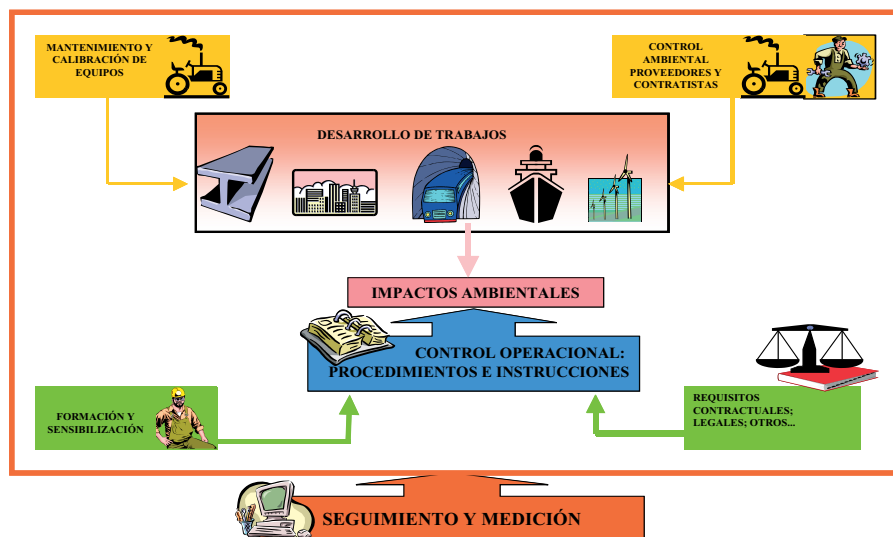 MANTENIMIENTO Y
CALIBRACIÓN DE
EQUIPOS
CONTROL
AMBIENTAL
PROVEEDORES Y
CONTRATISTAS
DESARROLLO DE TRABAJOS
IMPACTOS AMBIENTALES
CONTROL OPERACIONAL:
PROCEDIMIENTOS E INSTRUCCIONES
FORMACIÓN Y
SENSIBILIZACIÓN
REQUISITOS
CONTRACTUALES;
LEGALES; OTROS...
SEGUIMIENTO Y MEDICIÓN